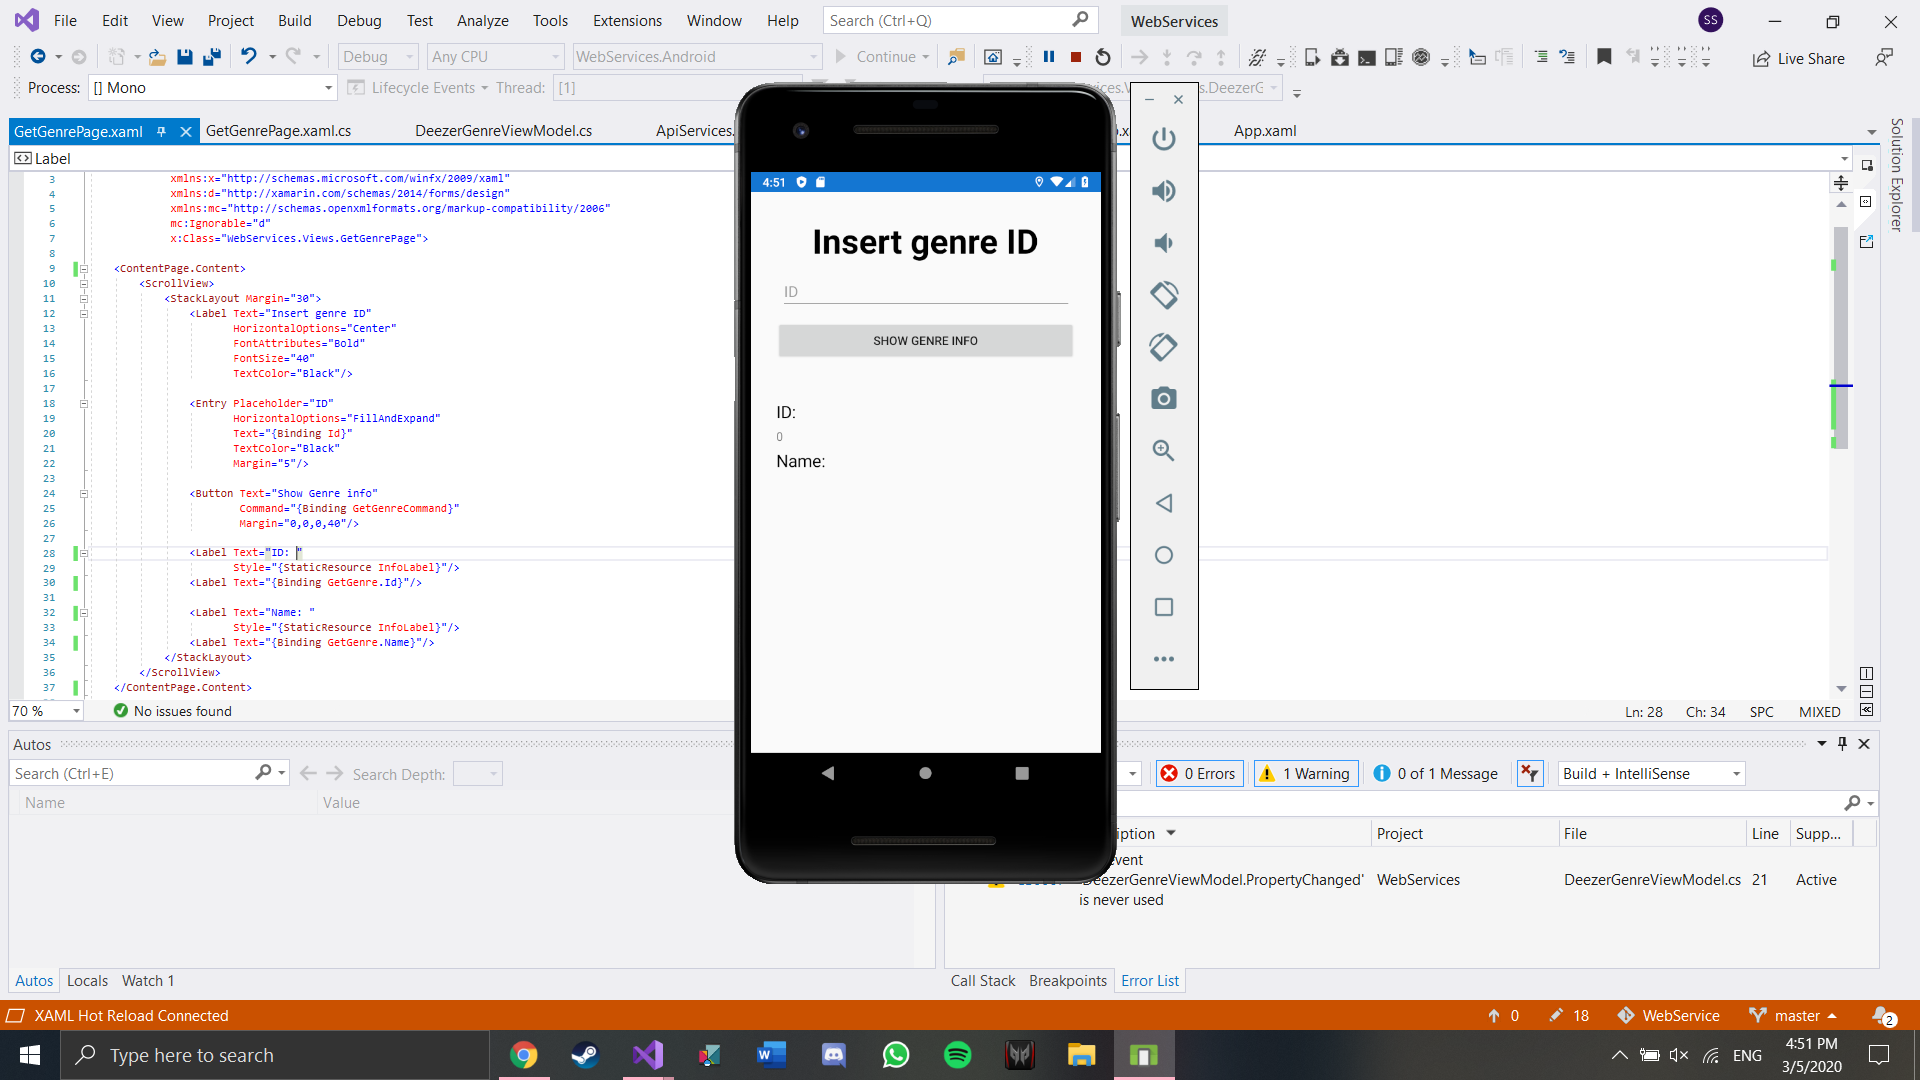 File Edit View Project Build Debug Test Analyze Tools Extensions Window Help Search (Ctrl+Q) WebServices SS
Debug Any CPU WebServices.Android Continue Live Share
Process: [] Mono Lifecycle Events Thread: [1] DeezerG
GetGenrePage.xaml GetGenrePage.xaml.cs DeezerGenreViewModel.cs ApiServices. App.xaml
Label
Solution Explorer
3 xmlns:x="http://schemas.microsoft.com/winfx/2009/xaml"
4 xmlns:d="http://xamarin.com/schemas/2014/forms/design"
5 xmlns:mc="http://schemas.openxmlformats.org/markup-compatibility/2006"
6 mc:Ignorable="d"
7 x:Class="WebServices.Views.GetGenrePage">
8
9 <ContentPage.Content>
10 <ScrollView>
11 <StackLayout Margin="30">
12 <Label Text="Insert genre ID"
13 HorizontalOptions="Center"
14 FontAttributes="Bold"
15 FontSize="40"
16 TextColor="Black"/>
17
18 <Entry Placeholder="ID"
19 HorizontalOptions="FillAndExpand"
20 Text="{Binding Id}"
21 TextColor="Black"
22 Margin="5"/>
23
24 <Button Text="Show Genre info"
25 Command="{Binding GetGenreCommand}"
26 Margin="0,0,0,40"/>
27
28 <Label Text="ID: "
29 Style="{StaticResource InfoLabel}"/>
30 <Label Text="{Binding GetGenre.Id}"/>
31
32 <Label Text="Name: "
33 Style="{StaticResource InfoLabel}"/>
34 <Label Text="{Binding GetGenre.Name}"/>
35 </StackLayout>
36 </ScrollView>
37 </ContentPage.Content>
4:51
Insert genre ID
ID
SHOW GENRE INFO
ID:
0
Name:
70 % No issues found Ln: 28 Ch: 34 SPC MIXED
Autos
Search (Ctrl+E) Search Depth:
Name Value
0 Errors 1 Warning 0 of 1 Message Build + IntelliSense
Project File Line Supp...
event
DeezerGenreViewModel.PropertyChanged' WebServices DeezerGenreViewModel.cs 21 Active
is never used
Autos Locals Watch 1 Call Stack Breakpoints Error List
XAML Hot Reload Connected 0 18 WebService master 2
Type here to search ENG 4:51 PM
3/5/2020